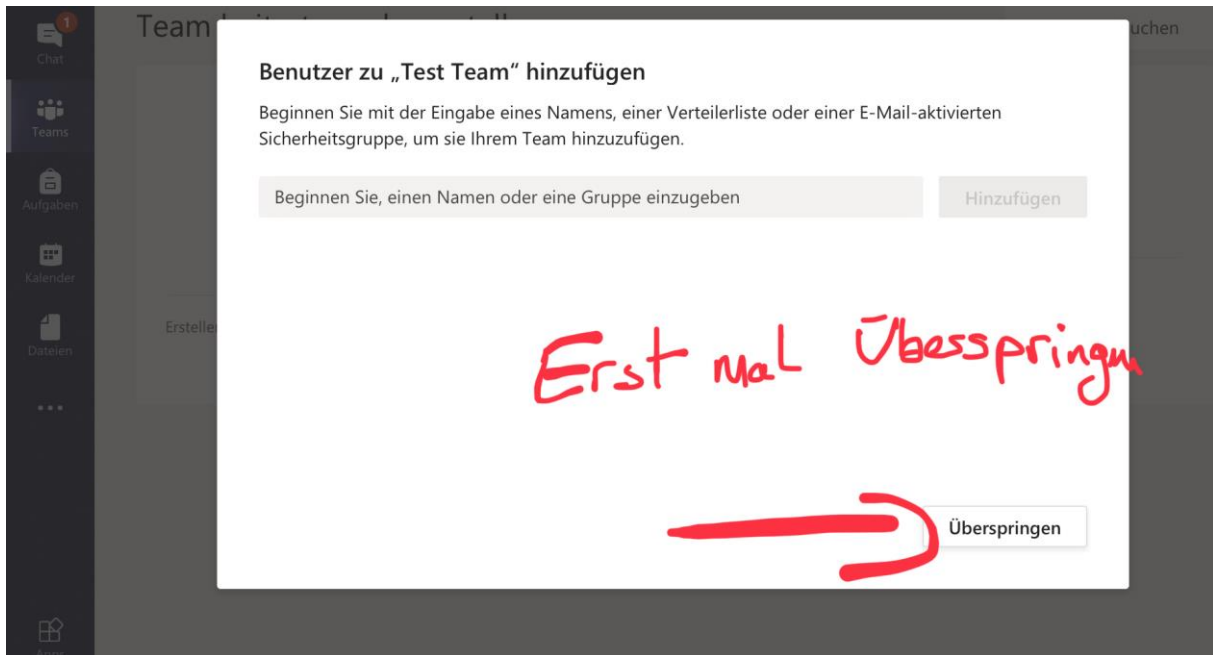 1
Chat
Teams
Aufgaben
Kalender
Dateien
Team
uchen
Benutzer zu „Test Team“ hinzufügen
Beginnen Sie mit der Eingabe eines Namens, einer Verteilerliste oder einer E-Mail-aktivierten
Sicherheitsgruppe, um sie Ihrem Team hinzuzufügen.
Beginnen Sie, einen Namen oder eine Gruppe einzugeben
Hinzufügen
Erstelle
Erst mal Übesspringen
Überspringen
Apps